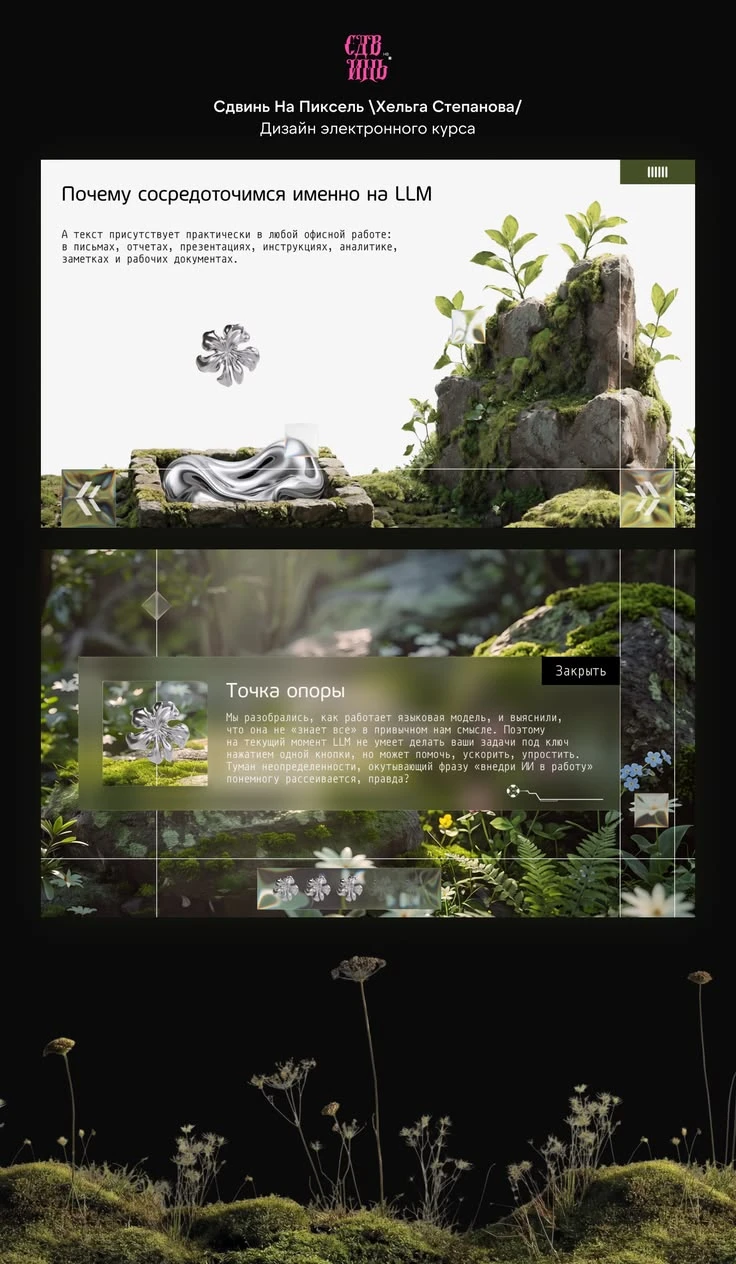 СДВ
НА
ИНЬ
Сдвинь На Пиксель \Хельга Степанова/
Дизайн электронного курса
Почему сосредоточимся именно на LLM
А текст присутствует практически в любой офисной работе:
в письмах, отчетах, презентациях, инструкциях, аналитике,
заметках и рабочих документах.
Закрыть
Точка опоры
Мы разобрались, как работает языковая модель, и выяснили,
что она не «знает все» в привычном нам смысле. Поэтому
на текущий момент LLM не умеет делать ваши задачи под ключ
нажатием одной кнопки, но может помочь, ускорить, упростить.
Туман неопределенности, окутывающий фразу «внедри ИИ в работу»
понемногу рассеивается, правда?